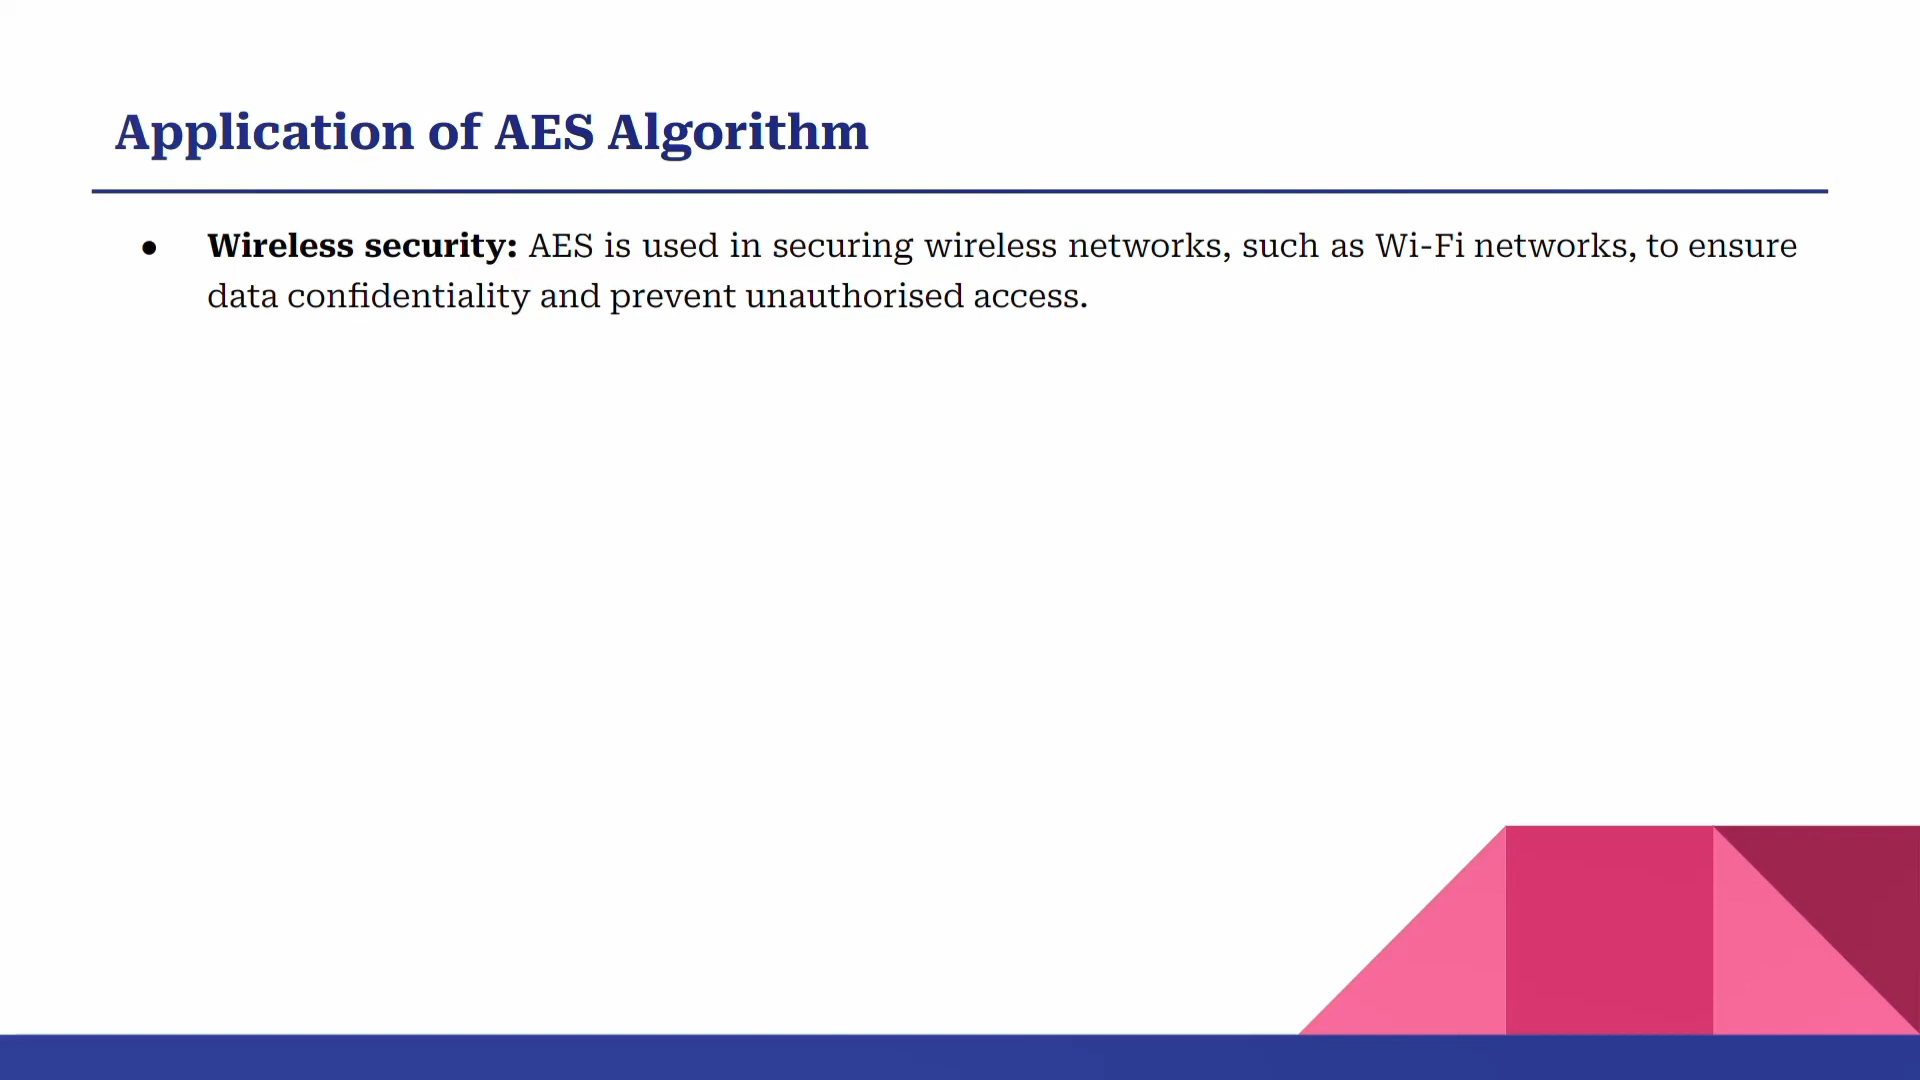 Application of AES Algorithm
● Wireless security: AES is used in securing wireless networks, such as Wi-Fi networks, to ensure
data confidentiality and prevent unauthorised access.